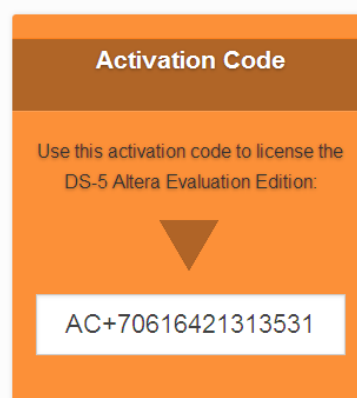 Activation Code
Use this activation code to license the
DS-5 Altera Evaluation Edition:
AC+70616421313531